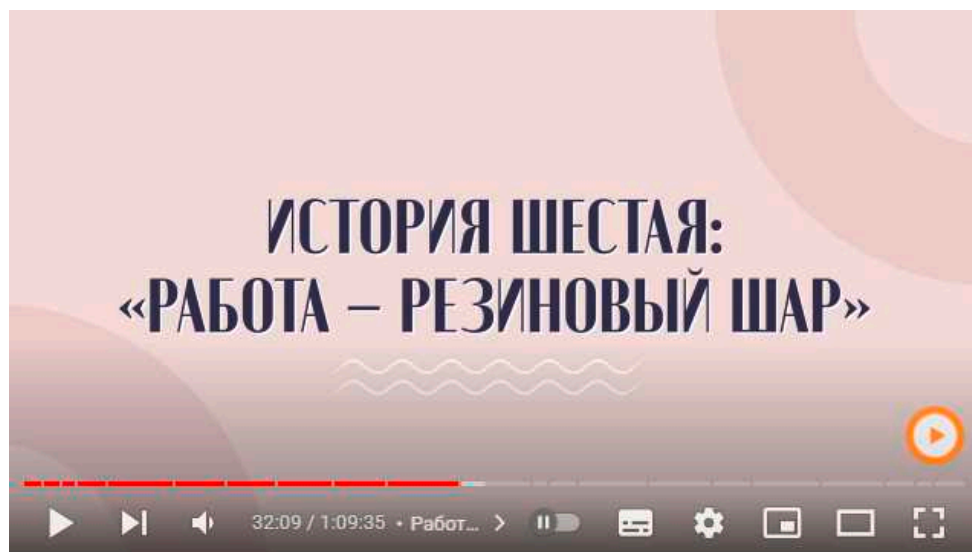 ИСТОРИЯ ШЕСТАЯ:
«РАБОТА – РЕЗИНОВЫЙ ШАР»
32:09 / 1:09:35 • Работ...